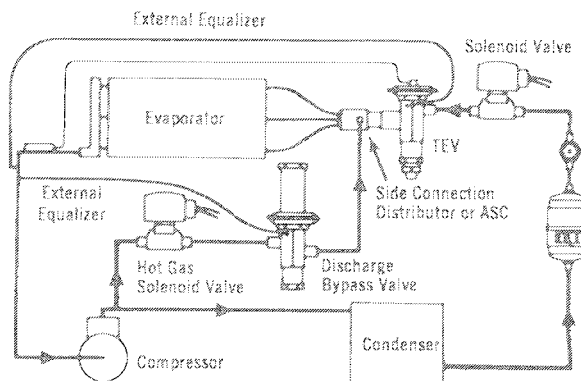 External Equalizer
Solenoid Valve
Evaporator
TEV
External
Equalizer
Side Connection
Distributor or ASC
Hot Gas
Solenoid Valve
Discharge
Bypass Valve
Compressor
Condenser